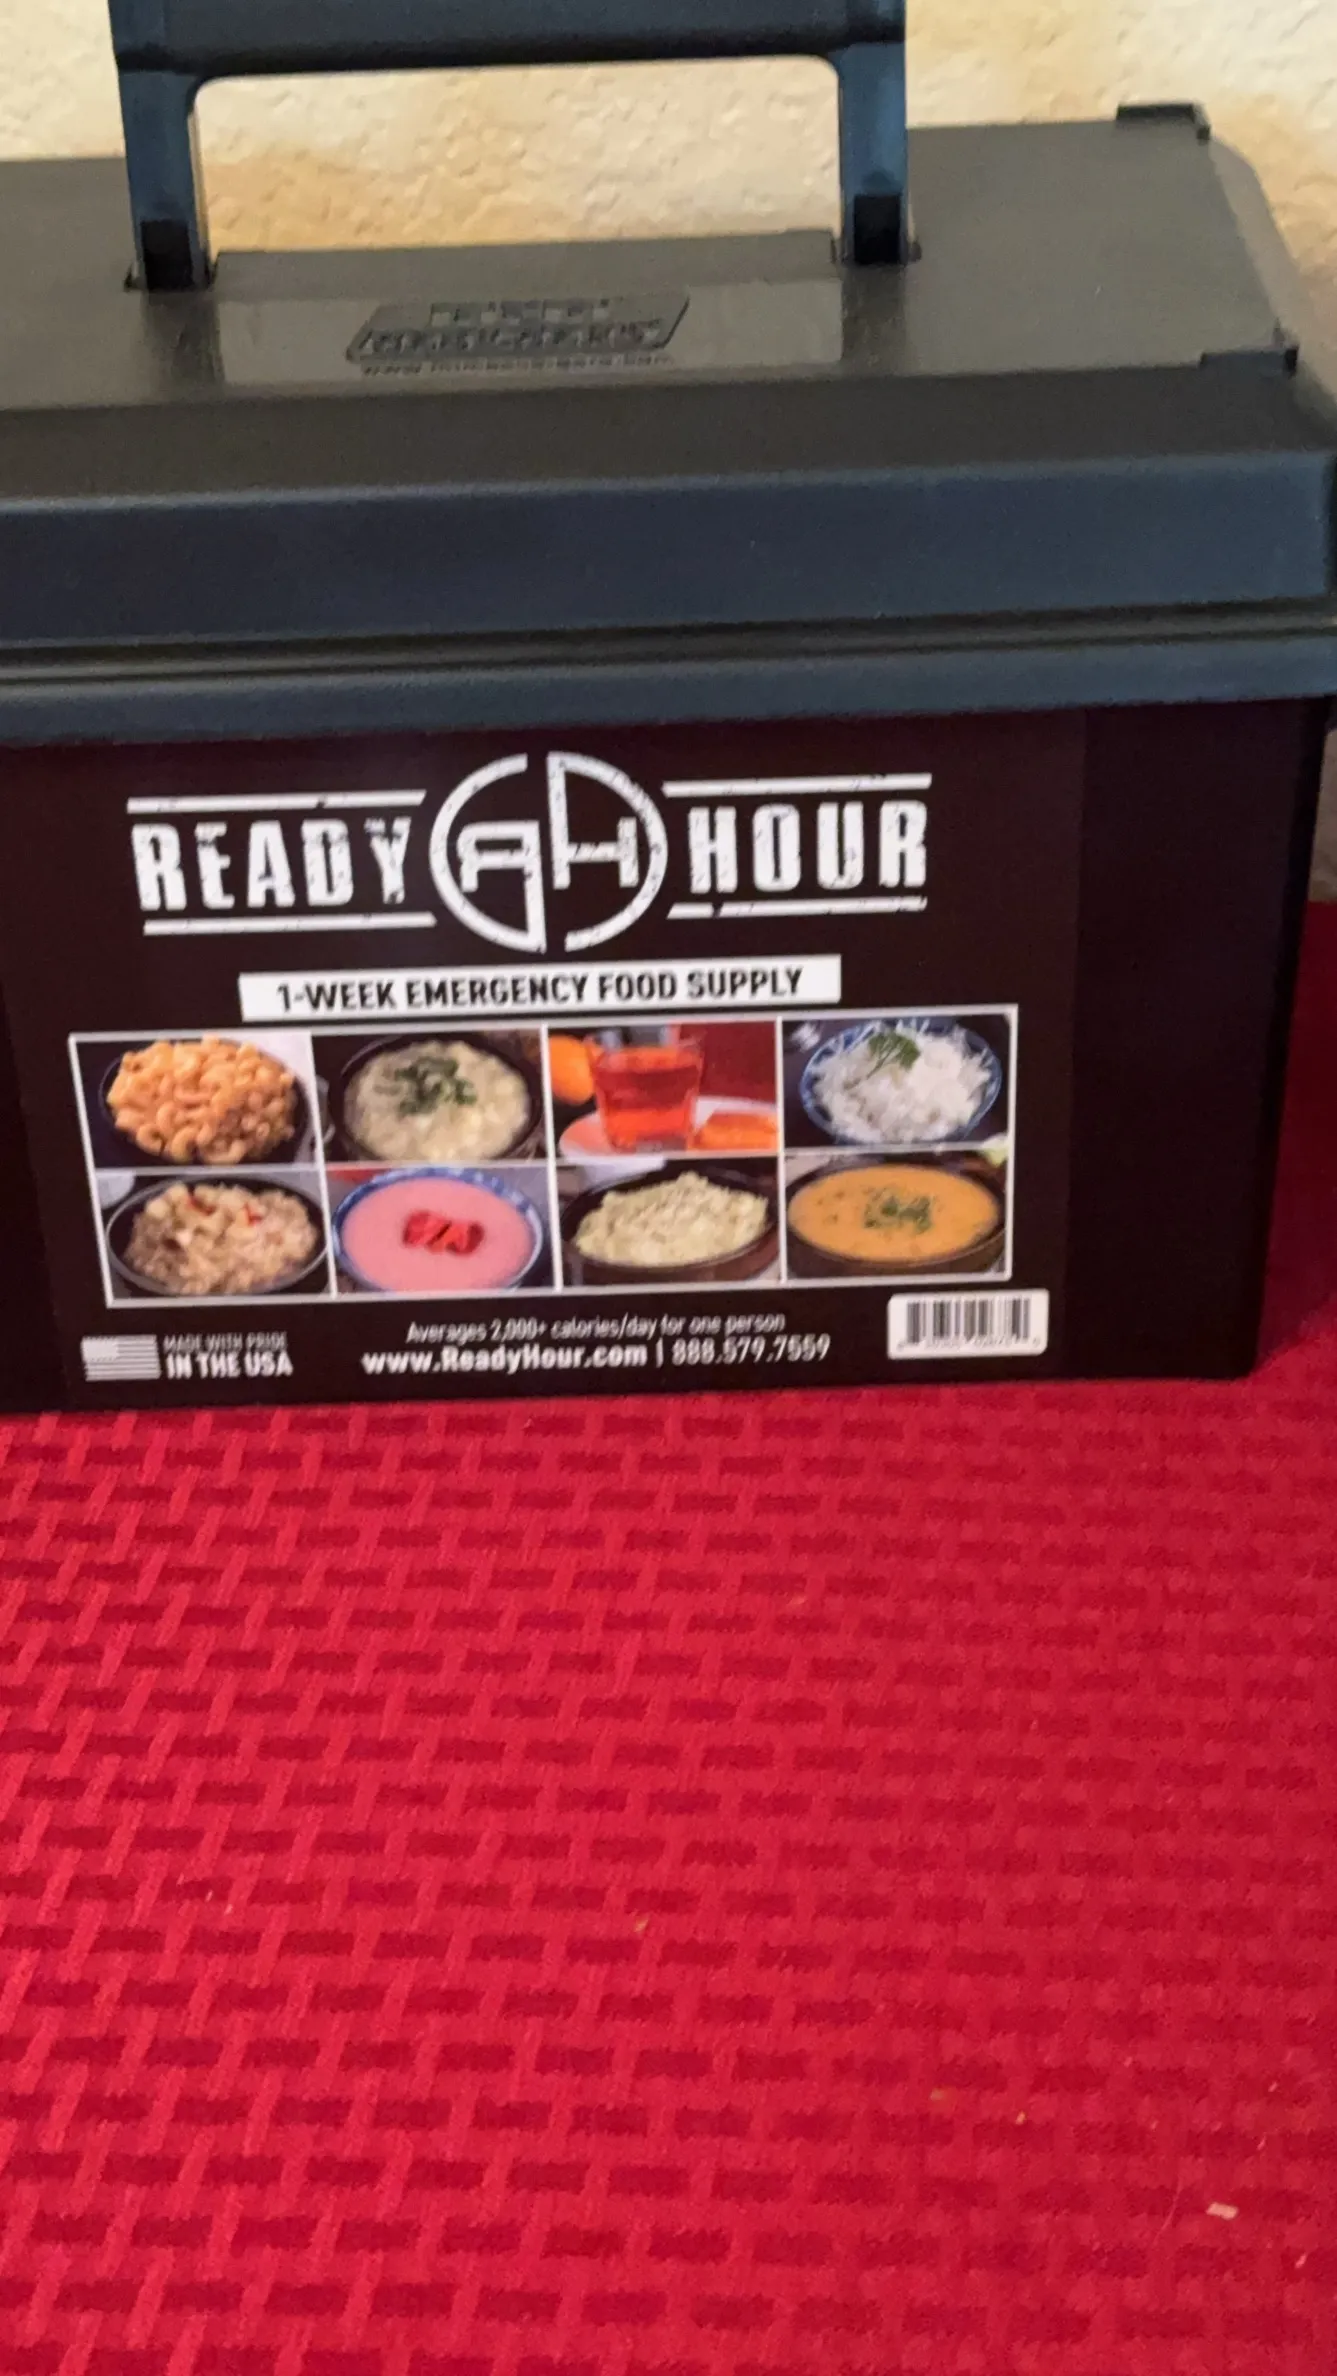 READY RH HOUR
1-WEEK EMERGENCY FOOD SUPPLY
MADE WITH PRIDE
IN THE USA
Averages 2,000+ calories/day for one person
www.ReadyHour.com | 888.579.7559